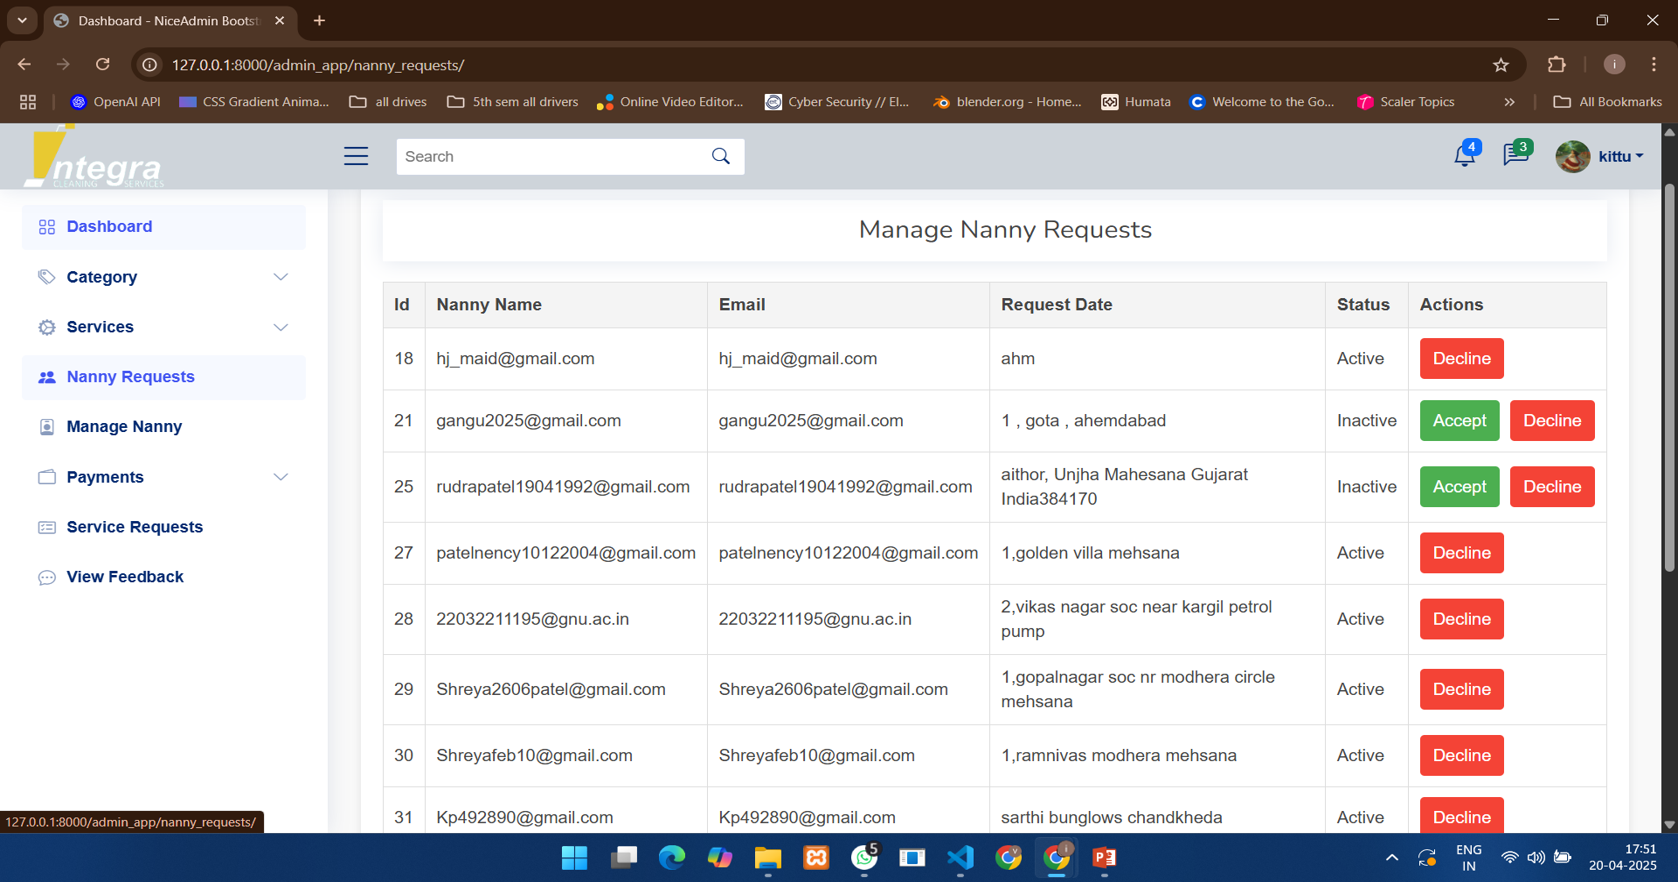 Dashboard - NiceAdmin Bootst
127.0.0.1:8000/admin_app/nanny_requests/
OpenAI API
CSS Gradient Anima...
all drives
5th sem all drivers
Online Video Editor...
Cyber Security // El...
blender.org - Home...
Humata
Welcome to the Go...
Scaler Topics
»
All Bookmarks
ntegra
CLEANING SERVICES
Search
4
3
kittu
Dashboard
Category
Services
Nanny Requests
Manage Nanny
Payments
Service Requests
View Feedback
Manage Nanny Requests
Id Nanny Name Email Request Date Status Actions
18 hj_maid@gmail.com hj_maid@gmail.com ahm Active Decline
21 gangu2025@gmail.com gangu2025@gmail.com 1 , gota , ahemdabad Inactive Accept Decline
25 rudrapatel19041992@gmail.com rudrapatel19041992@gmail.com aithor, Unjha Mahesana Gujarat
India384170 Inactive Accept Decline
27 patelnency10122004@gmail.com patelnency10122004@gmail.com 1,golden villa mehsana Active Decline
28 22032211195@gnu.ac.in 22032211195@gnu.ac.in 2,vikas nagar soc near kargil petrol
pump Active Decline
29 Shreya2606patel@gmail.com Shreya2606patel@gmail.com 1,gopalnagar soc nr modhera circle
mehsana Active Decline
30 Shreyafeb10@gmail.com Shreyafeb10@gmail.com 1,ramnivas modhera mehsana Active Decline
31 Kp492890@gmail.com Kp492890@gmail.com sarthi bunglows chandkheda Active Decline
127.0.0.1:8000/admin_app/nanny_requests/
5
ENG
IN
17:51
20-04-2025